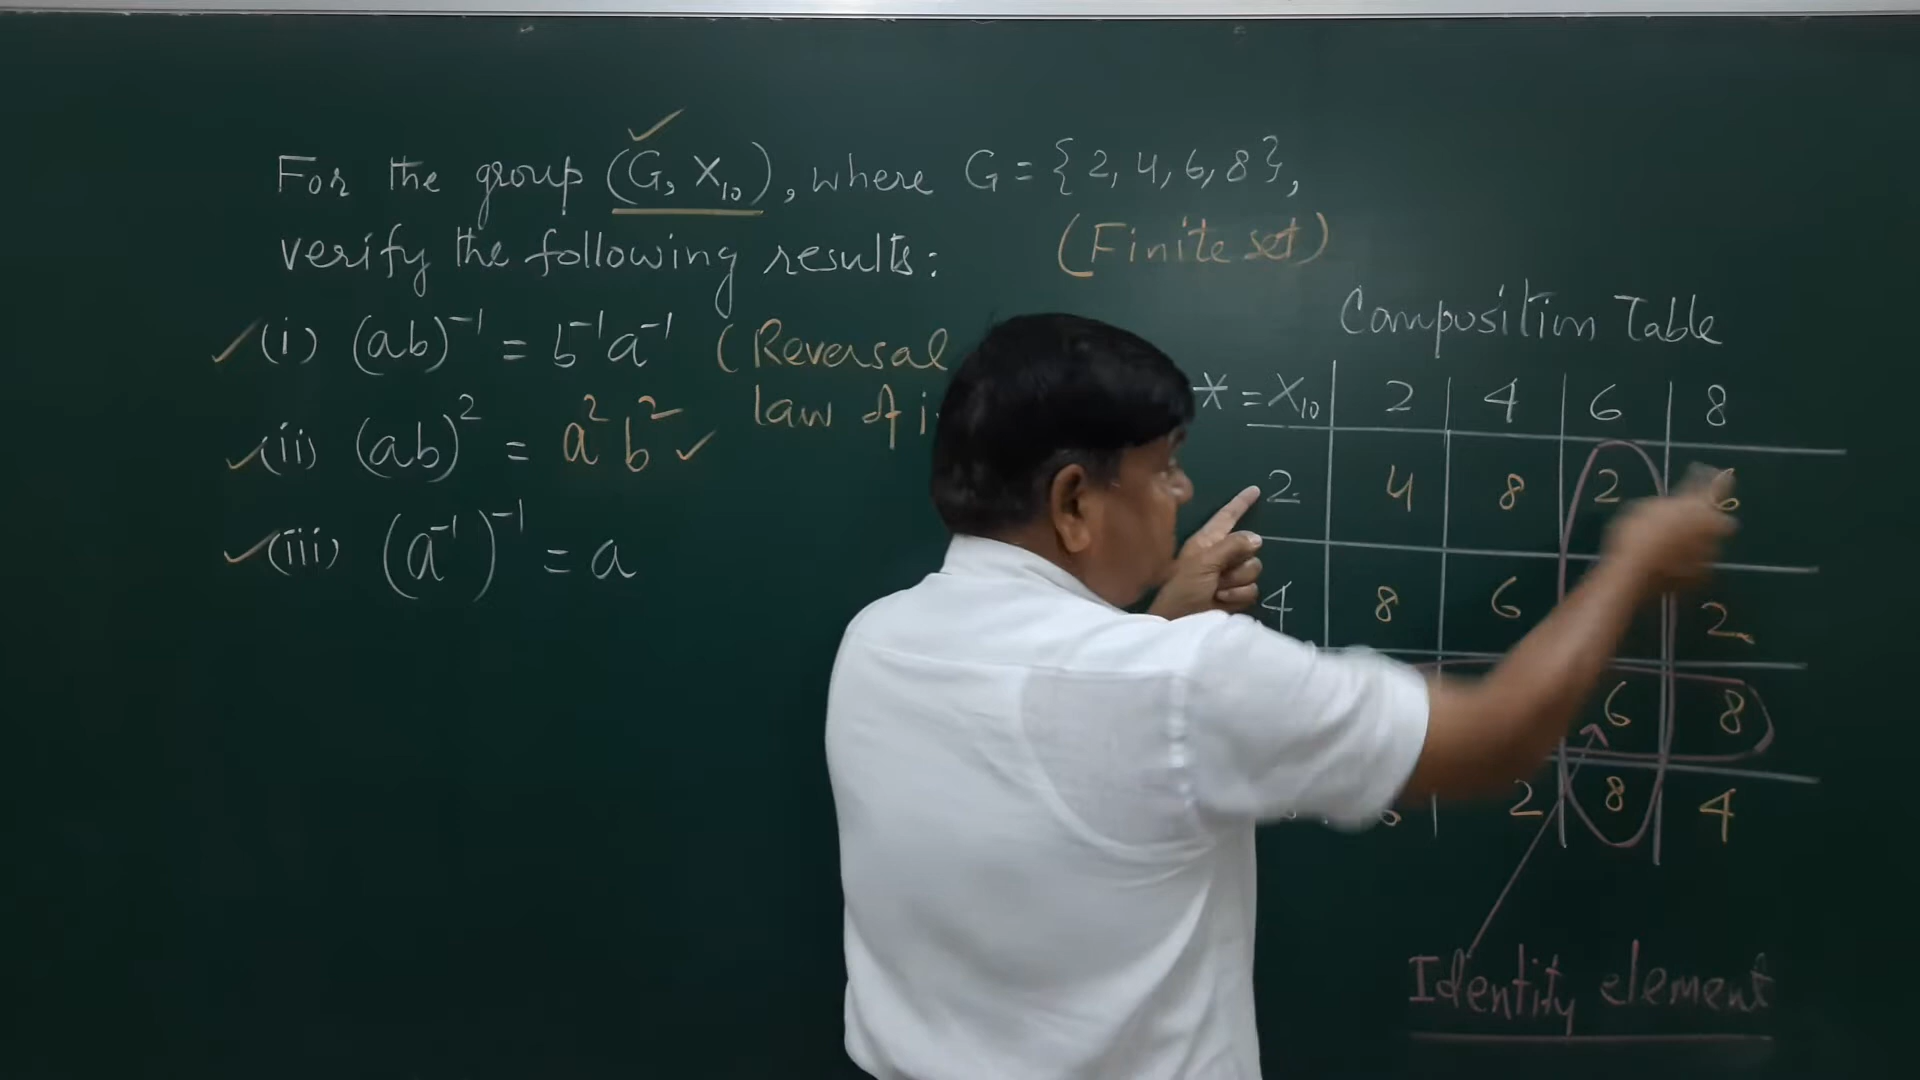 For the group (G, X₁₀), where G = {2, 4, 6, 8},
verify the following results:
(Finite set)
(i) (ab)⁻¹ = b⁻¹a⁻¹ (Reversal
law of i
(ii) (ab)² = a²b²
(iii) (a⁻¹)⁻¹ = a
Composition Table
* = X₁₀ 2 4 6 8
2 4 8 2 6
4 8 6 2
6 8
2 8 4
Identity element